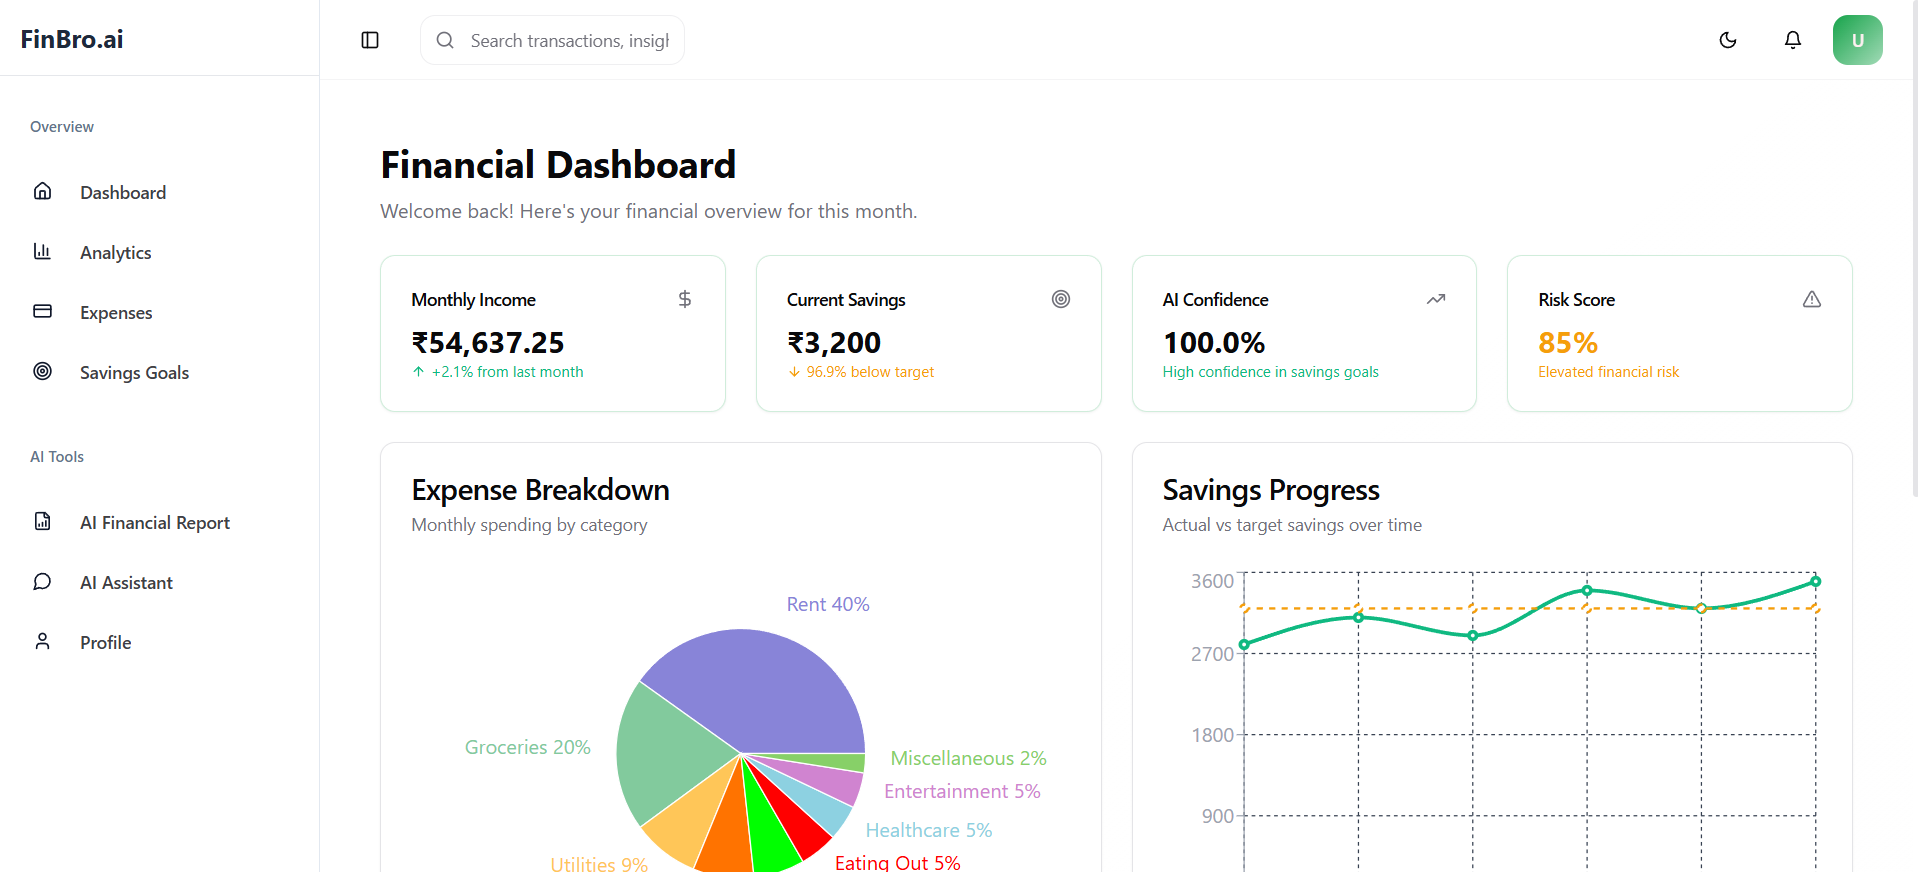 FinBro.ai
Search transactions, insigh
U
Overview
Dashboard
Analytics
Expenses
Savings Goals
AI Tools
AI Financial Report
AI Assistant
Profile
Financial Dashboard
Welcome back! Here's your financial overview for this month.
Monthly Income
₹54,637.25
+2.1% from last month
Current Savings
₹3,200
96.9% below target
AI Confidence
100.0%
High confidence in savings goals
Risk Score
85%
Elevated financial risk
Expense Breakdown
Monthly spending by category
Rent 40%
Groceries 20%
Miscellaneous 2%
Entertainment 5%
Healthcare 5%
Eating Out 5%
Utilities 9%
Savings Progress
Actual vs target savings over time
3600
2700
1800
900